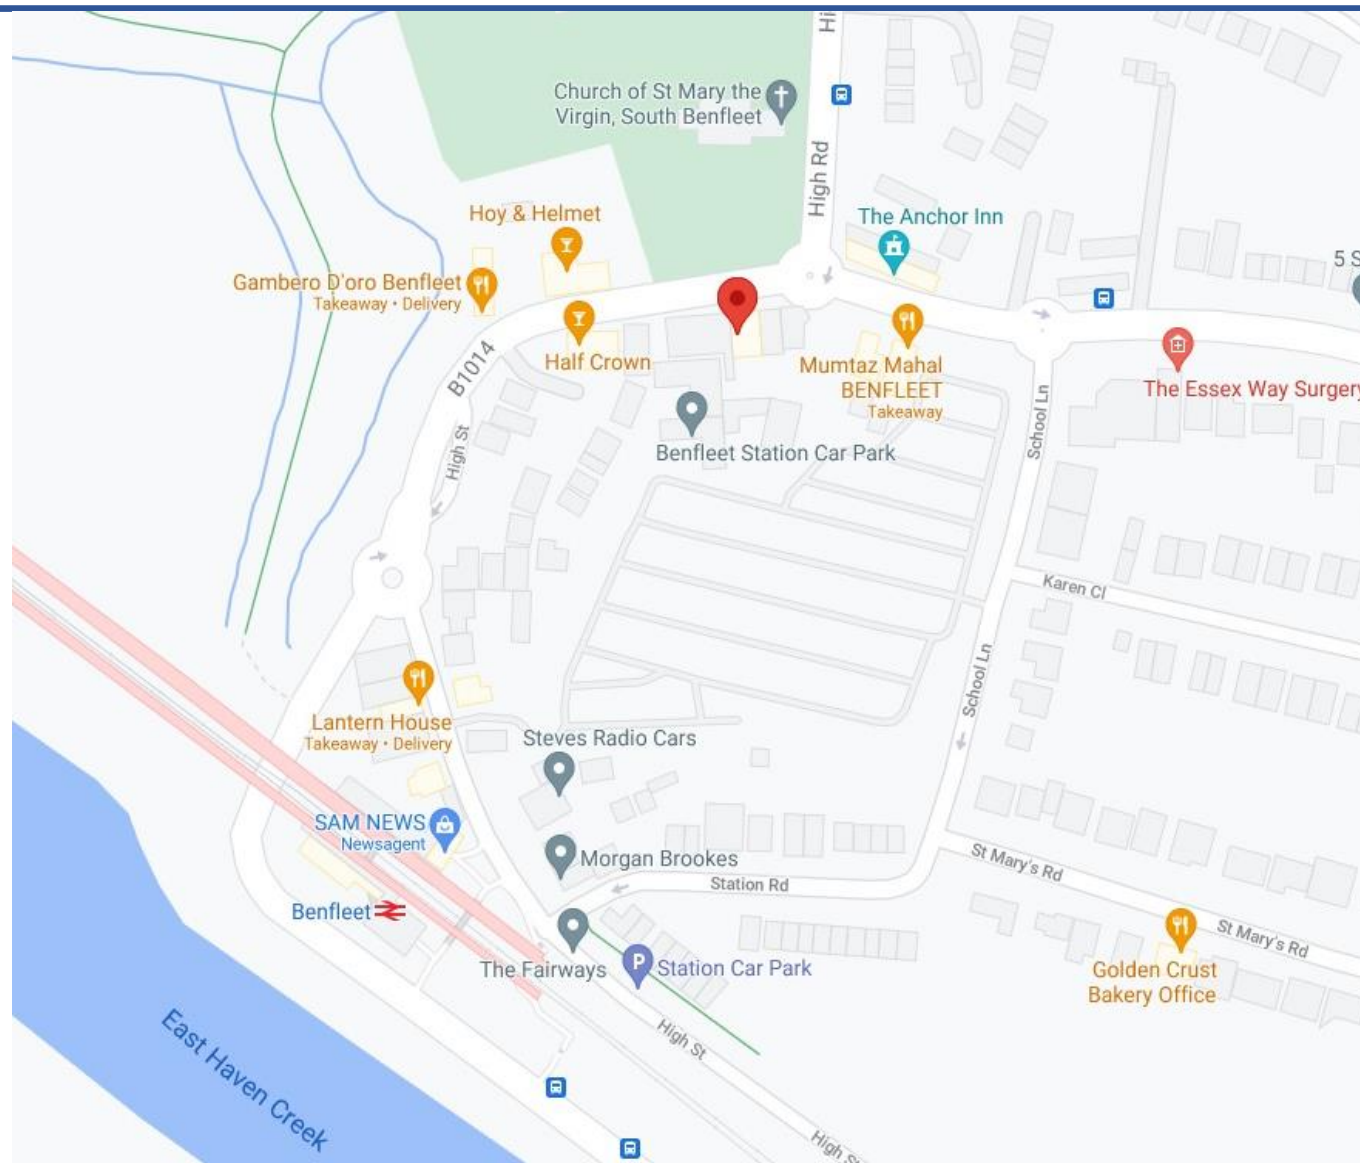 Hi
Church of St Mary the
Virgin, South Benfleet
High Rd
Hoy & Helmet
The Anchor Inn
Gambero D'oro Benfleet
Takeaway • Delivery
5 S
B1014
Half Crown
Mumtaz Mahal
BENFLEET
Takeaway
The Essex Way Surgery
High St
Benfleet Station Car Park
School Ln
Karen Cl
School Ln
Lantern House
Takeaway • Delivery
Steves Radio Cars
SAM NEWS
Newsagent
Morgan Brookes
Station Rd
St Mary's Rd
Benfleet
St Mary's Rd
The Fairways
P
Station Car Park
Golden Crust
Bakery Office
High St
East Haven Creek
High St